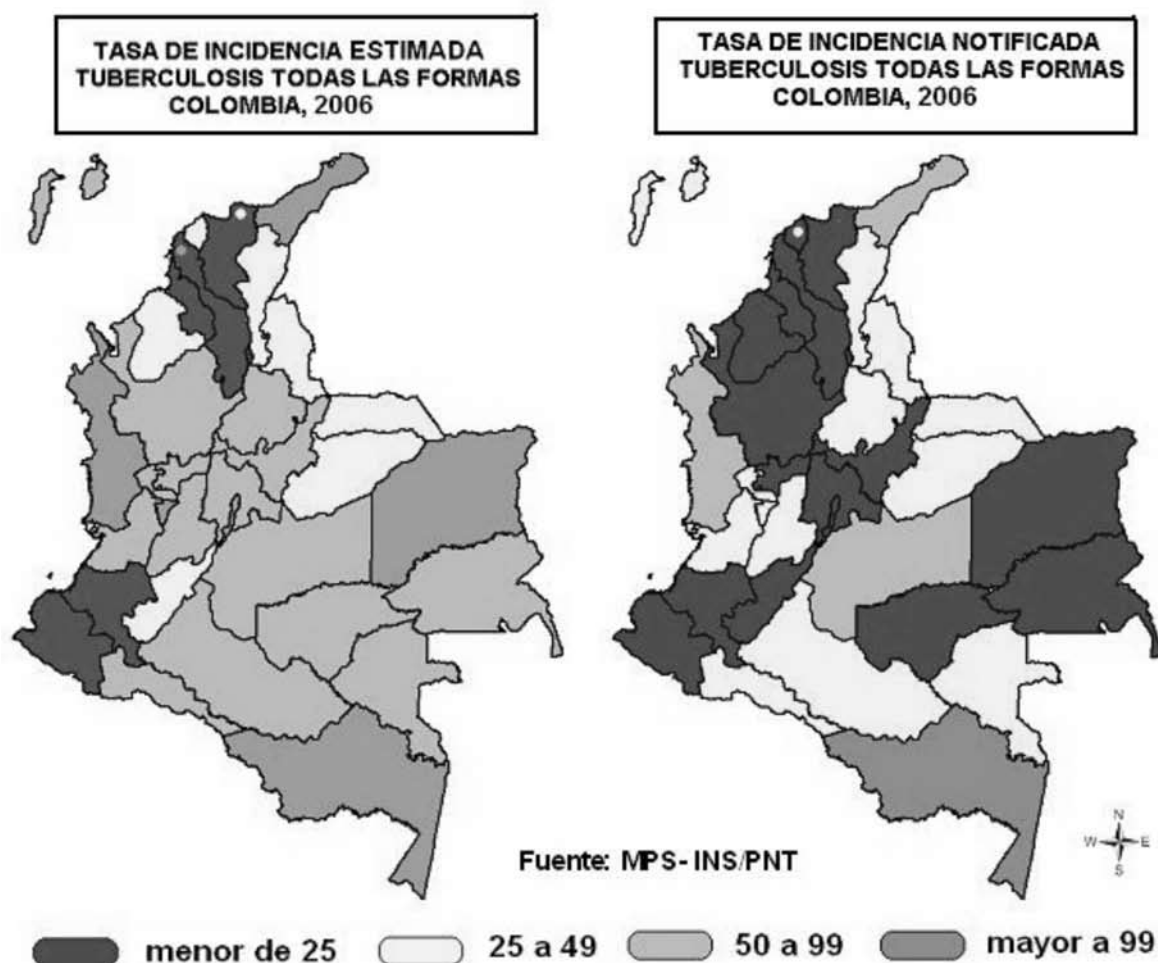 TASA DE INCIDENCIA ESTIMADA
TUBERCULOSIS TODAS LAS FORMAS
COLOMBIA, 2006
TASA DE INCIDENCIA NOTIFICADA
TUBERCULOSIS TODAS LAS FORMAS
COLOMBIA, 2006
Fuente: MPS- INS/PNT
N
W E
S
menor de 25 25 a 49 50 a 99 mayor a 99